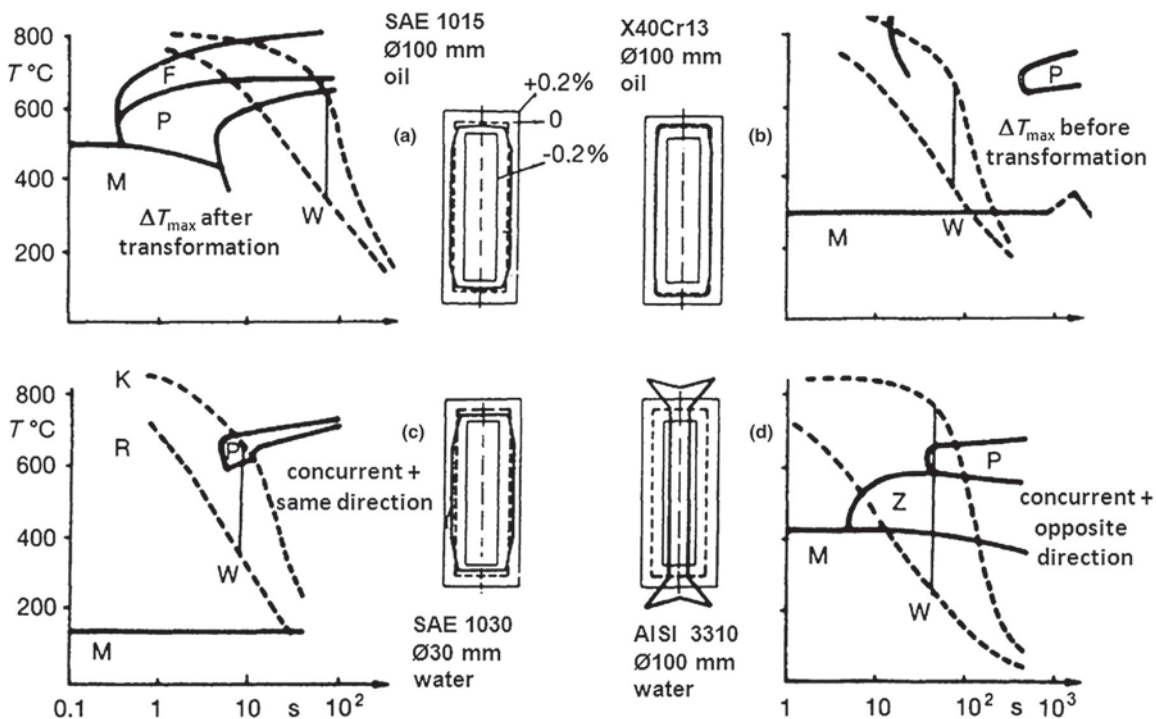 800
T °C
600
400
200
F
P
M
W
ΔTmax after
transformation
SAE 1015
Ø100 mm
oil
+0.2%
0
-0.2%
(a)
X40Cr13
Ø100 mm
oil
(b)
P
ΔTmax before
transformation
M
W
800
T °C
600
400
200
K
R
P
W
M
concurrent +
same direction
(c)
SAE 1030
Ø30 mm
water
0.1
1
s
10²
(d)
AISI 3310
Ø100 mm
water
P
Z
M
W
concurrent +
opposite
direction
1
10
10²
s
10³